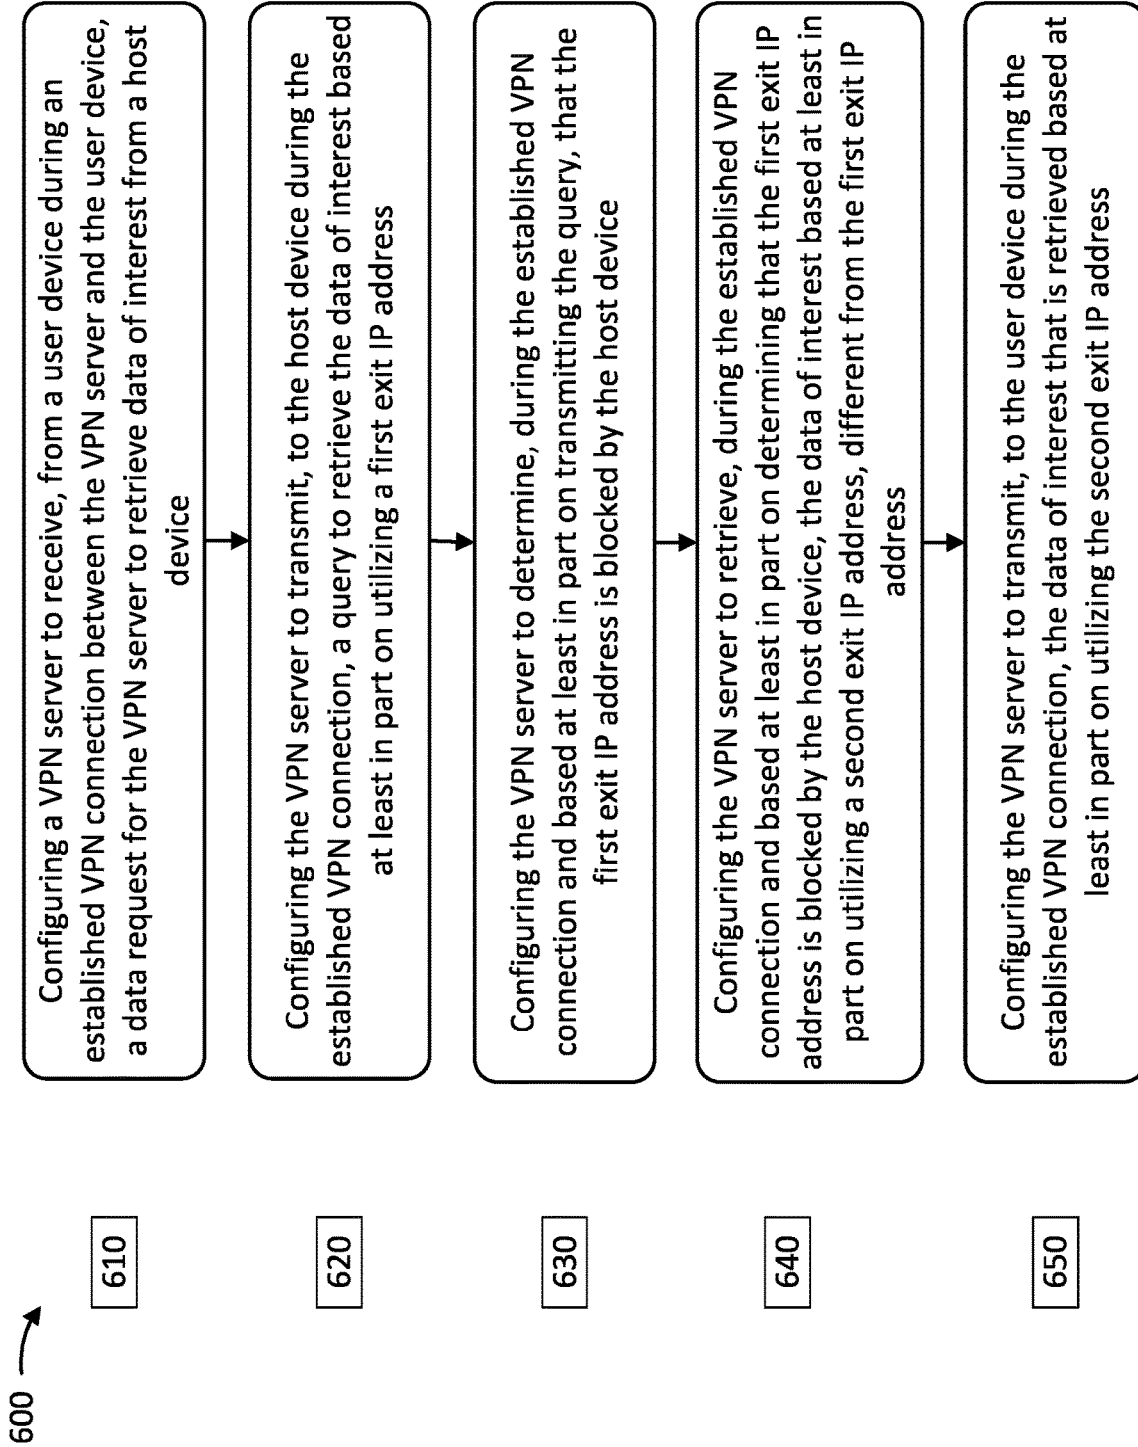 600
610
Configuring a VPN server to receive, from a user device during an
established VPN connection between the VPN server and the user device,
a data request for the VPN server to retrieve data of interest from a host
device
620
Configuring the VPN server to transmit, to the host device during the
established VPN connection, a query to retrieve the data of interest based
at least in part on utilizing a first exit IP address
630
Configuring the VPN server to determine, during the established VPN
connection and based at least in part on transmitting the query, that the
first exit IP address is blocked by the host device
640
Configuring the VPN server to retrieve, during the established VPN
connection and based at least in part on determining that the first exit IP
address is blocked by the host device, the data of interest based at least in
part on utilizing a second exit IP address, different from the first exit IP
address
650
Configuring the VPN server to transmit, to the user device during the
established VPN connection, the data of interest that is retrieved based at
least in part on utilizing the second exit IP address